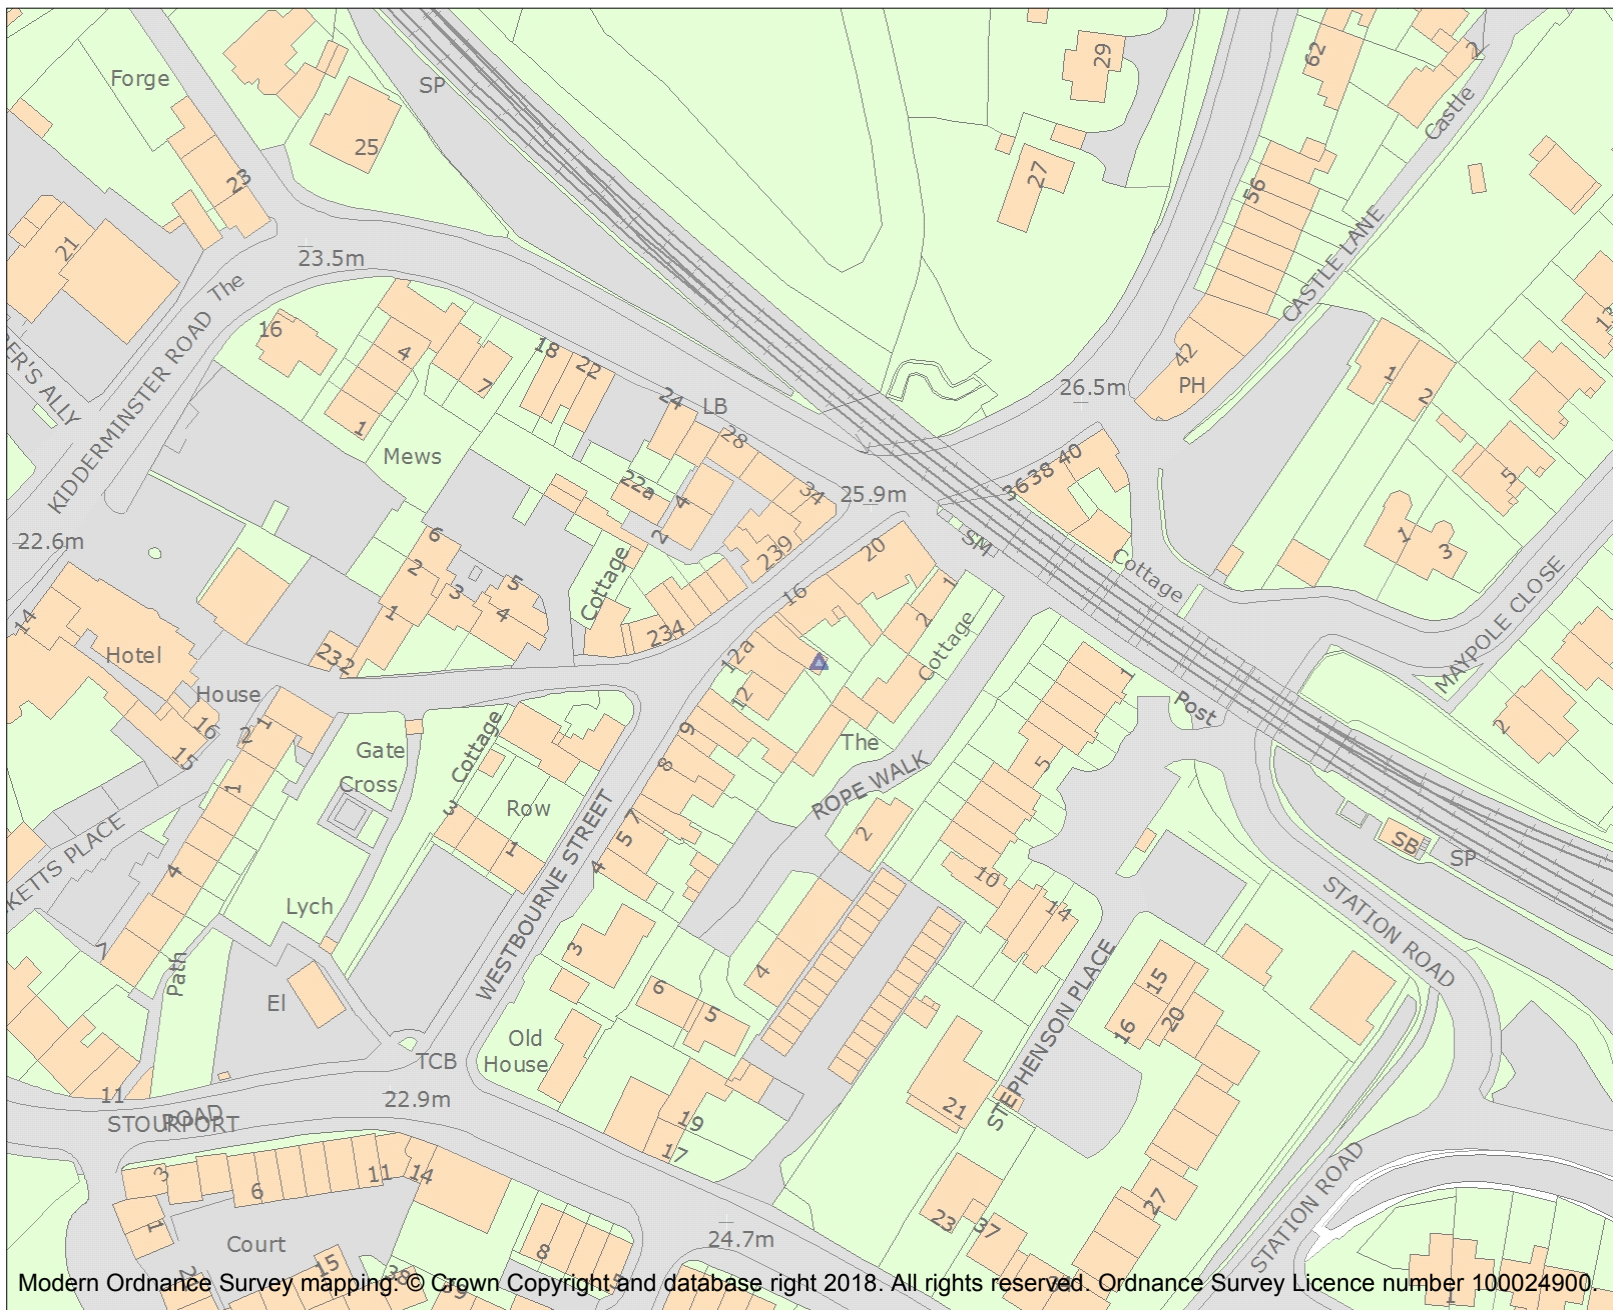 SP
29
62
2
Forge
25
Castle
23
27
56
21
23.5m
The
CASTLE LANE
16
4
18
22
7
42
PH
26.5m
1
2
13
KIDDERMINSTER ROAD
24
LB
28
1
Mews
36 38 40
5
22a
4
34
25.9m
22.6m
2
239
20
SM
1
3
6
2
5
3
4
1
Cottage
234
16
1
2
Cottage
Cottage
MAYPOLE CLOSE
14
Hotel
232
12a
12
1
Post
2
House
16
2
1
15
Gate
Cross
Cottage
9
8
The
5
ROPE WALK
1
3
Row
1
7
5
4
2
SB
SP
KETTS PLACE
4
WESTBOURNE STREET
10
14
STATION ROAD
Lych
7
Path
3
4
15
El
6
5
16
20
Old
House
TCB
STEPHENSON PLACE
11
22.9m
STOURPORT
ROAD
19
17
21
3
6
11
14
27
STATION ROAD
1
23
37
Court
8
24.7m
15
38
39
1
Modern Ordnance Survey mapping: © Crown Copyright and database right 2018. All rights reserved. Ordnance Survey Licence number 100024900.